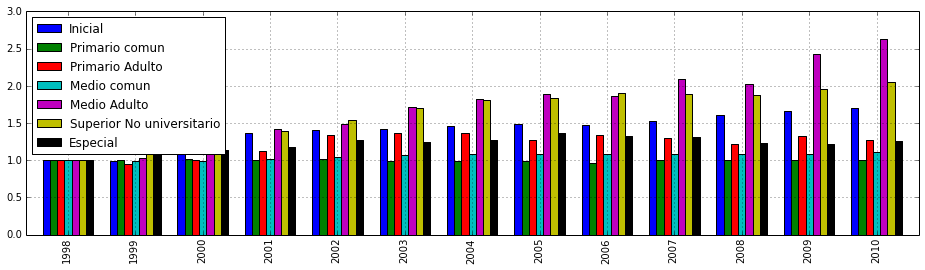 3.0
2.5
2.0
1.5
1.0
0.5
0.0
Inicial
Primario comun
Primario Adulto
Medio comun
Medio Adulto
Superior No universitario
Especial
1998
1999
2000
2001
2002
2003
2004
2005
2006
2007
2008
2009
2010